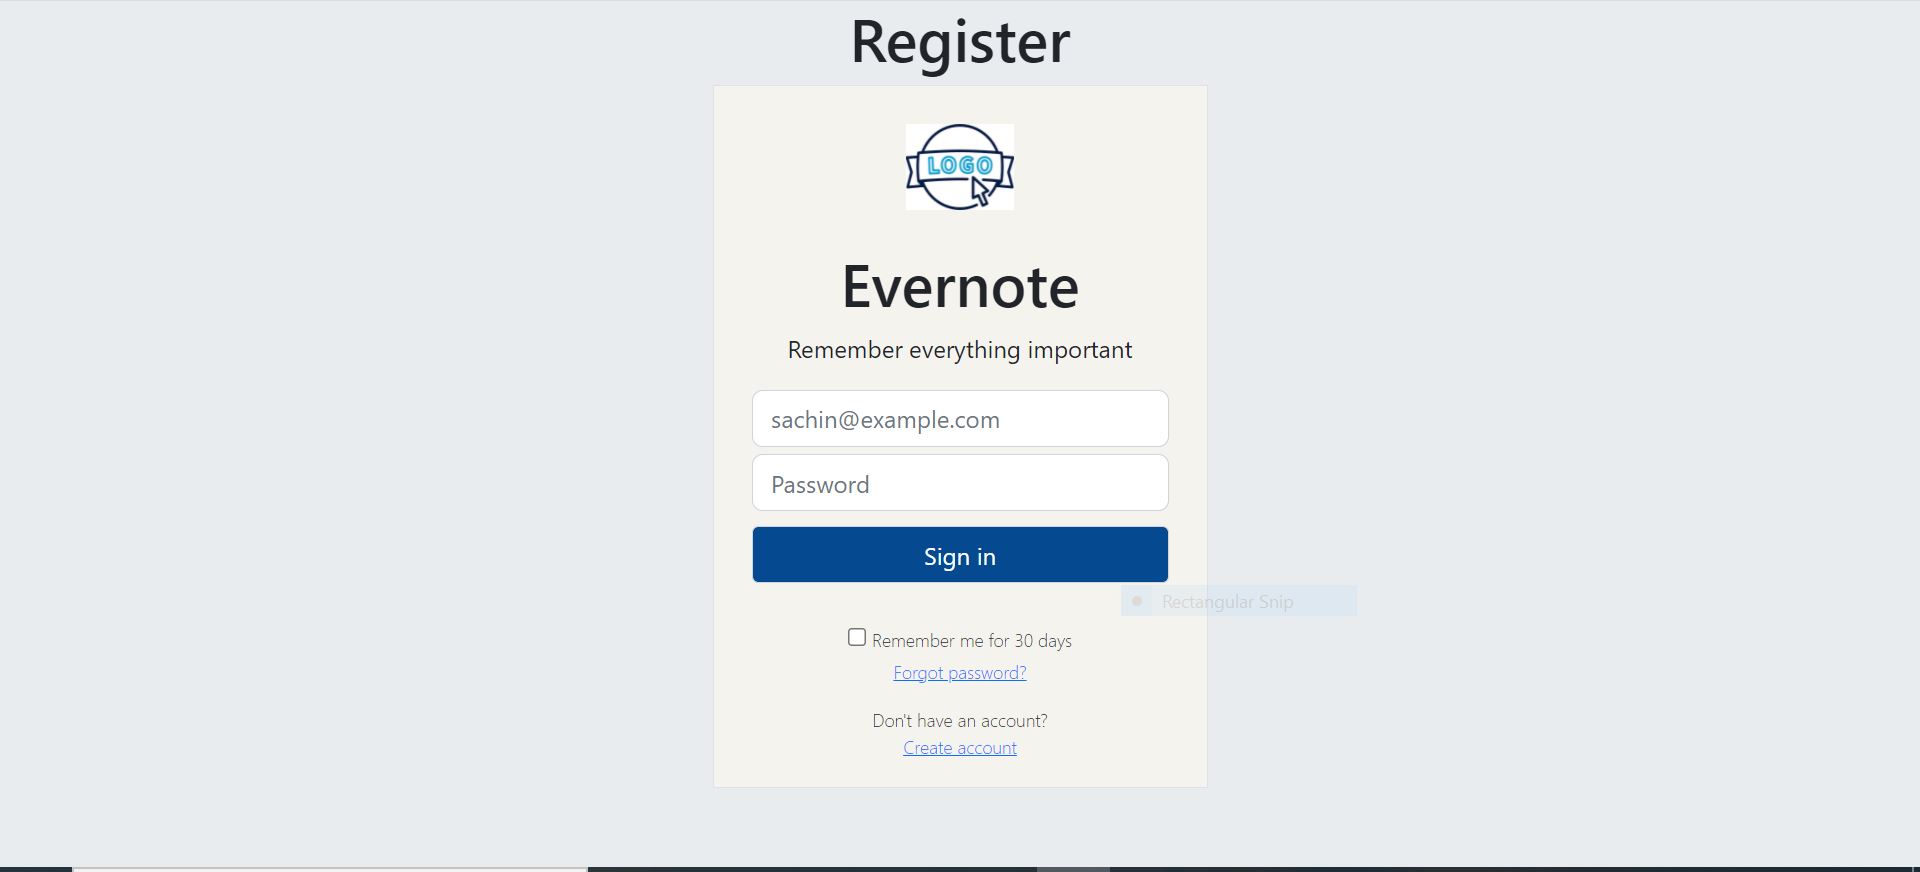 Register
LOGO
Evernote
Remember everything important
sachin@example.com
Password
Sign in
Rectangular Snip
Remember me for 30 days
Forgot password?
Don't have an account?
Create account